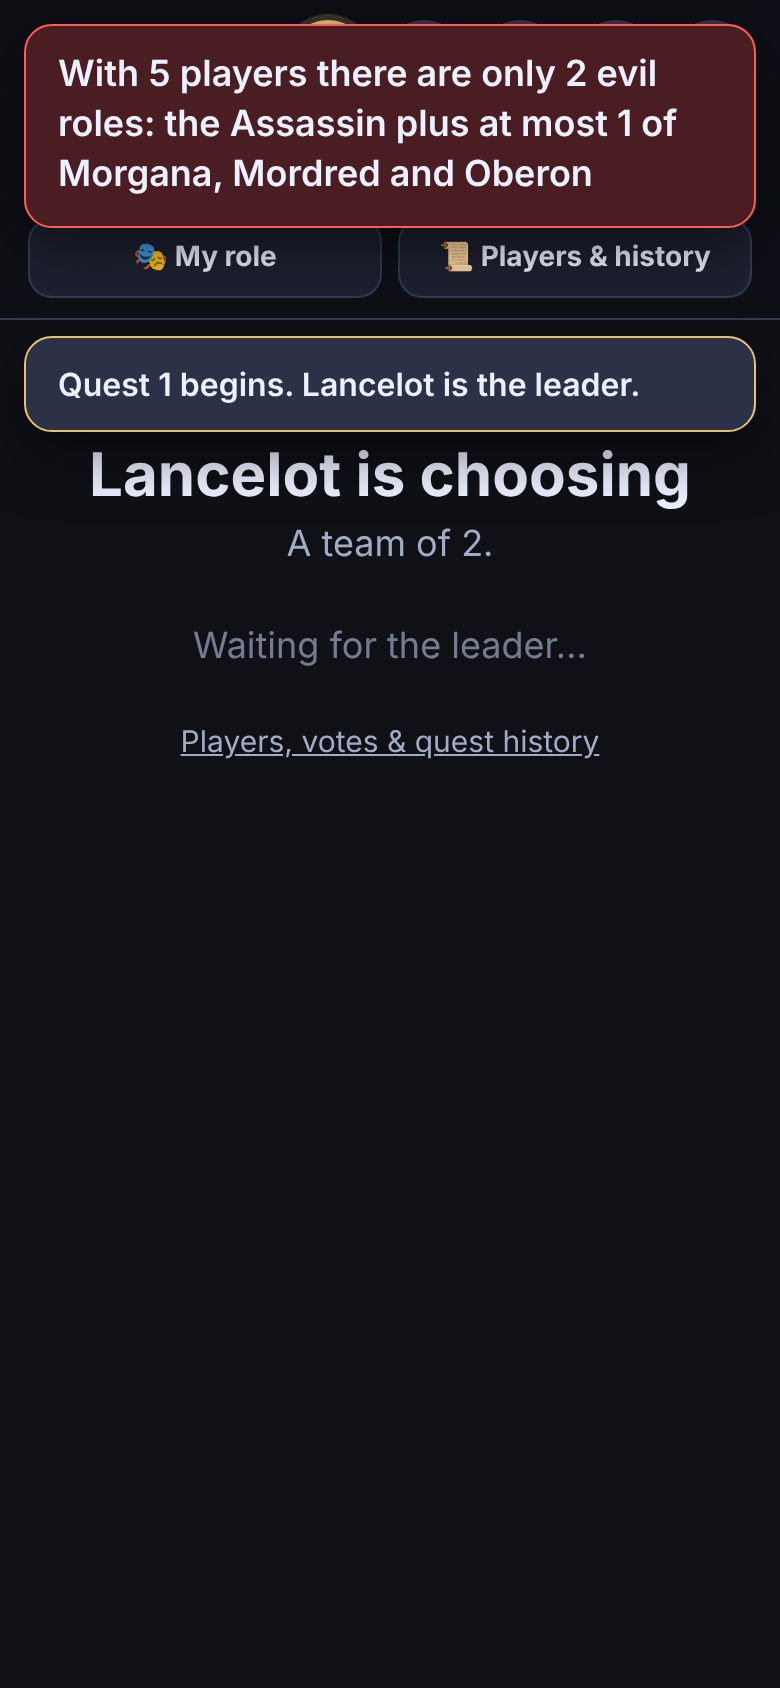 With 5 players there are only 2 evil
roles: the Assassin plus at most 1 of
Morgana, Mordred and Oberon
🎭 My role
📜 Players & history
Quest 1 begins. Lancelot is the leader.
Lancelot is choosing
A team of 2.
Waiting for the leader...
Players, votes & quest history